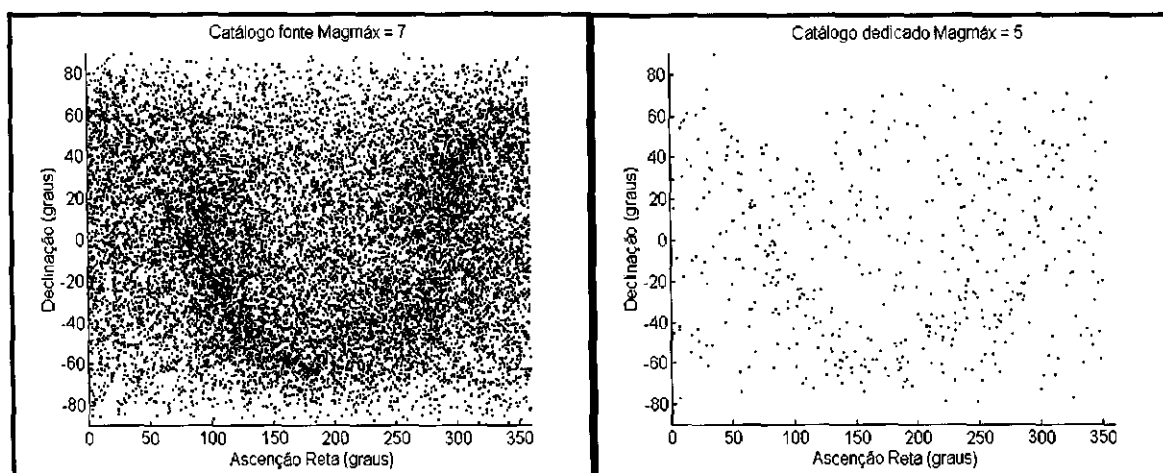 Catálogo fonte Magmáx = 7
80
60
40
20
0
-20
-40
-60
-80
Declinação (graus)
0 50 100 150 200 250 300 350
Ascenção Reta (graus)
Catálogo dedicado Magmáx = 5
80
60
40
20
0
-20
-40
-60
-80
Declinação (graus)
0 50 100 150 200 250 300 350
Ascenção Reta (graus)